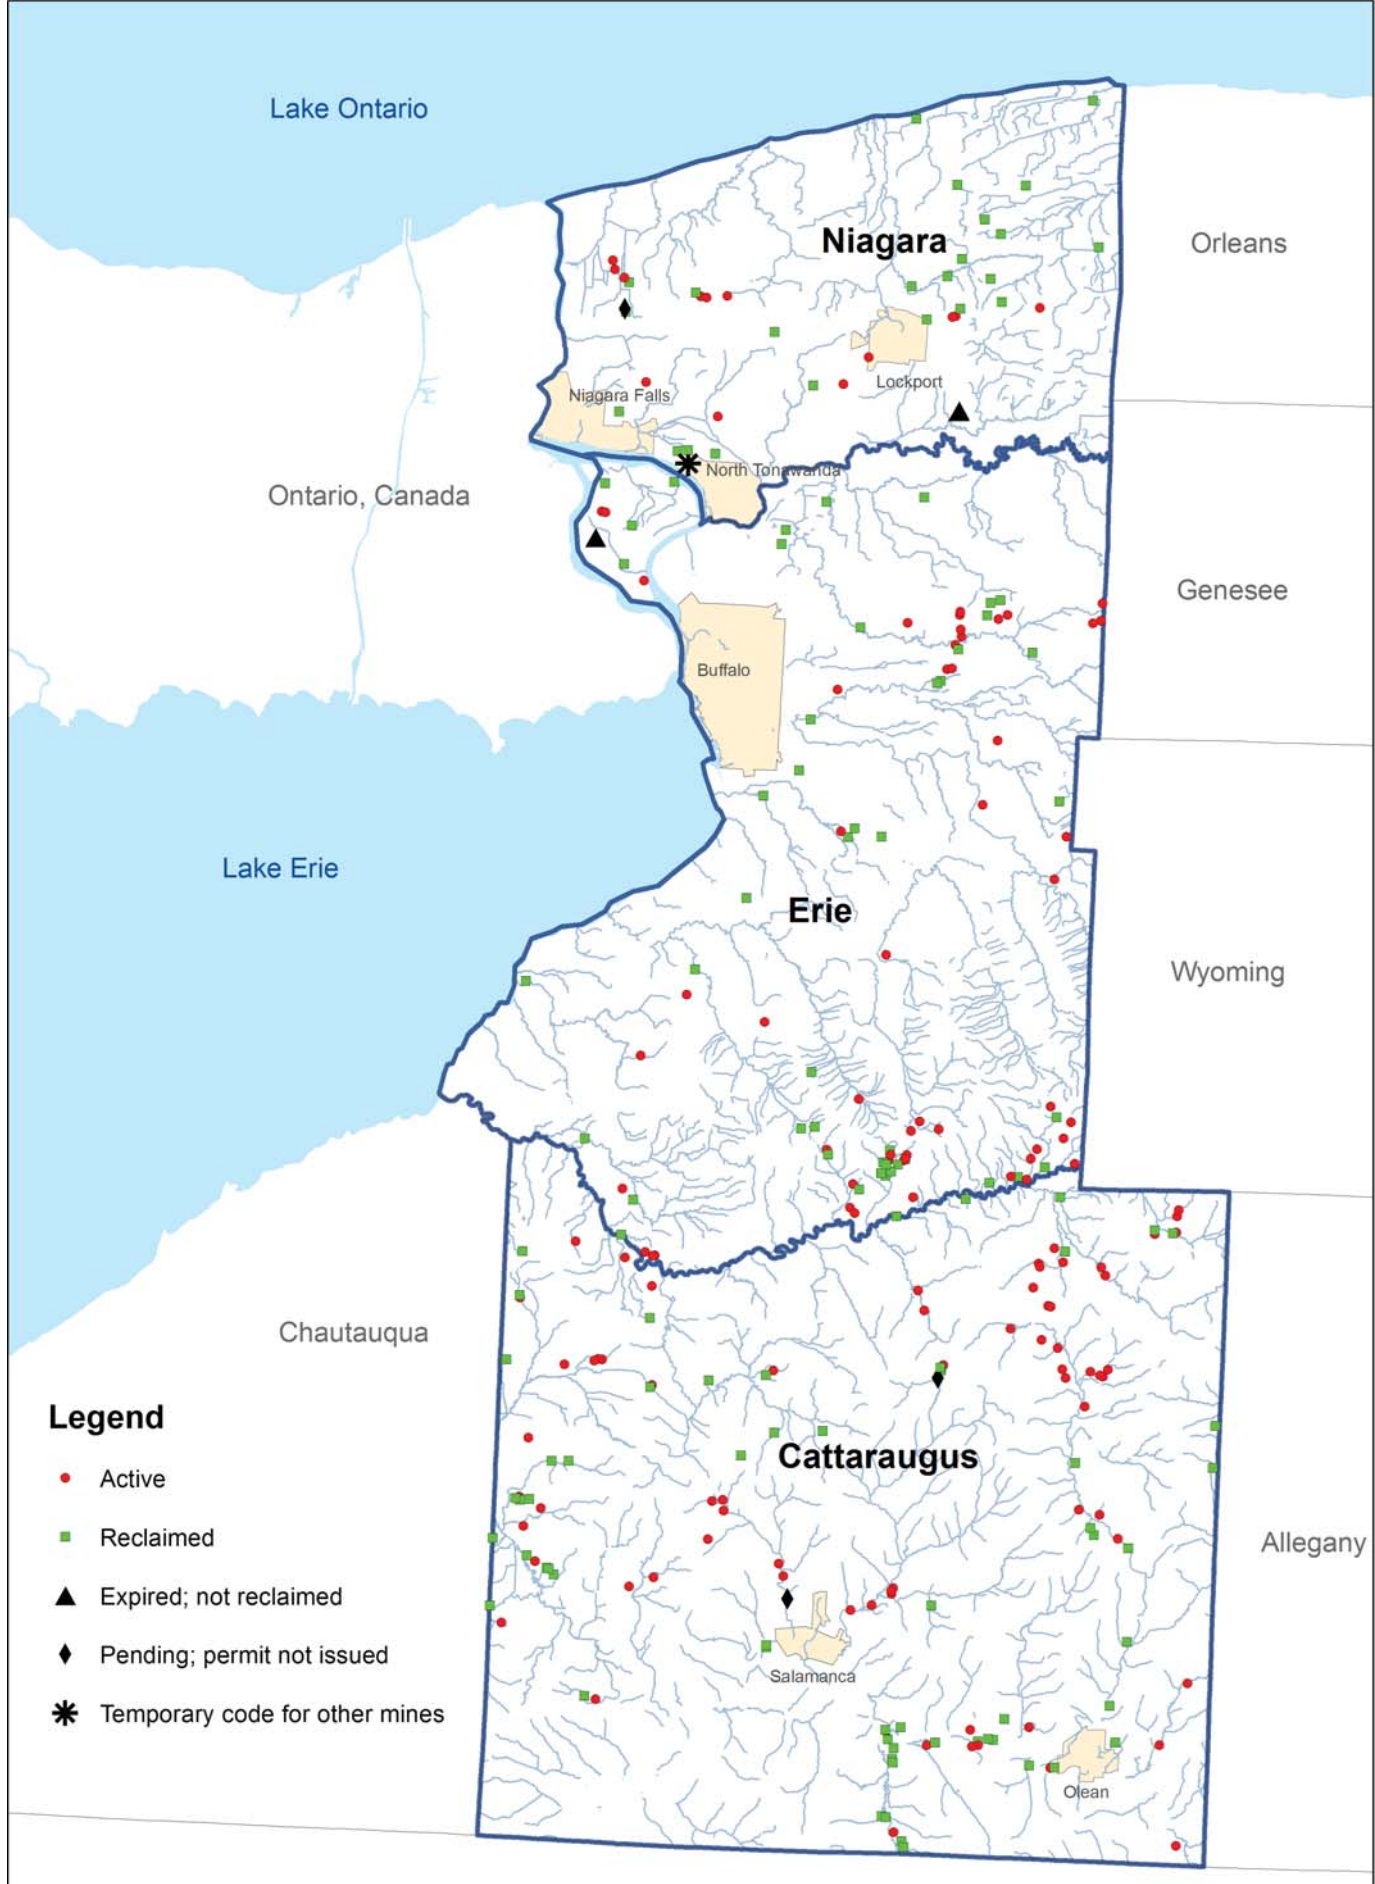 Lake Ontario
Niagara
Orleans
Niagara Falls
Lockport
North Tonawanda
Ontario, Canada
Genesee
Buffalo
Lake Erie
Erie
Wyoming
Chautauqua
Cattaraugus
Allegany
Salamanca
Olean
Legend
Active
Reclaimed
Expired; not reclaimed
Pending; permit not issued
Temporary code for other mines